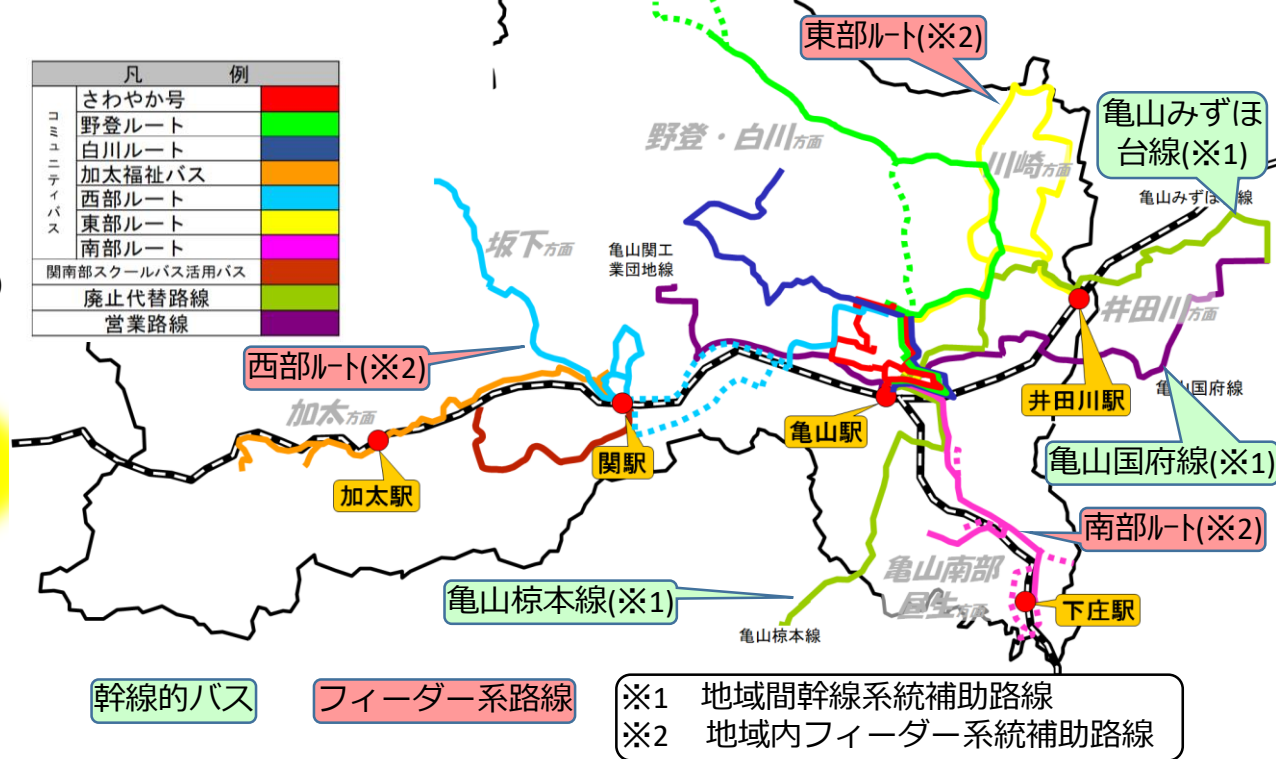 東部ルート(※2)
凡 例
コミュニティバス
さわやか号
野登ルート
白川ルート
加太福祉バス
西部ルート
東部ルート
南部ルート
関南部スクールバス活用バス
廃止代替路線
営業路線
亀山みずほ
台線(※1)
野登・白川方面
川崎方面
亀山みずほ
線
坂下方面
亀山関工
業団地線
井田川方面
西部ルート(※2)
亀山国府線
井田川駅
加太方面
亀山駅
関駅
亀山国府線(※1)
加太駅
南部ルート(※2)
亀山南部
昼生方面
亀山椋本線(※1)
下庄駅
亀山椋本線
幹線的バス
フィーダー系路線
※1 地域間幹線系統補助路線
※2 地域内フィーダー系統補助路線